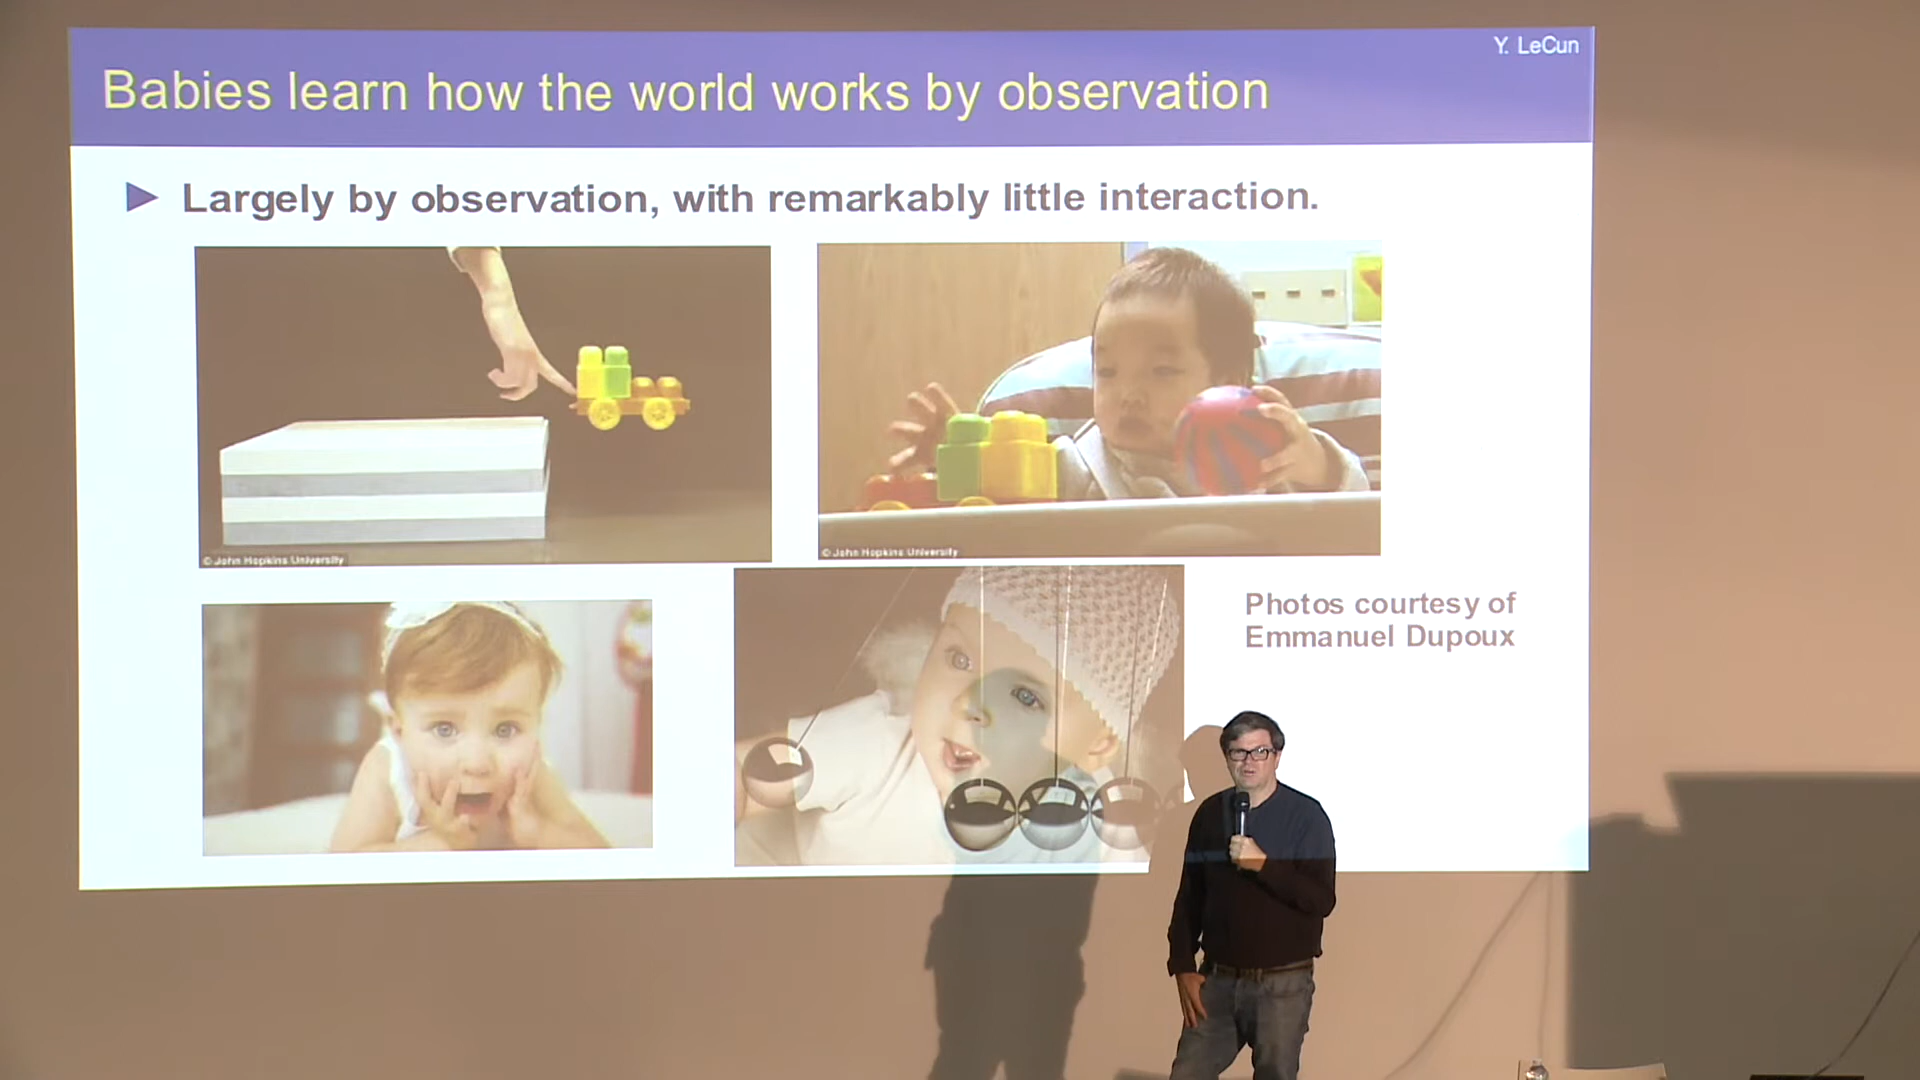 Y. LeCun
Babies learn how the world works by observation
Largely by observation, with remarkably little interaction.
© John Hopkins University
© John Hopkins University
Photos courtesy of
Emmanuel Dupoux